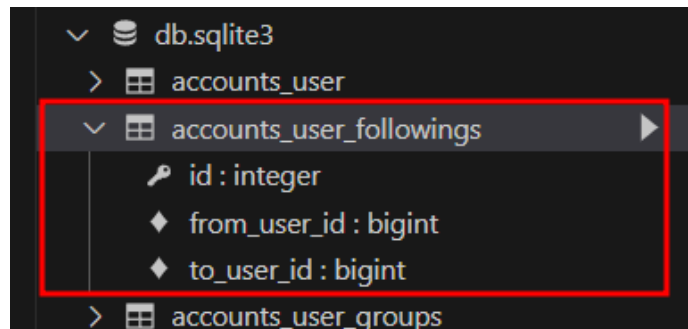 db.sqlite3
accounts_user
accounts_user_followings
id : integer
from_user_id : bigint
to_user_id : bigint
accounts_user_groups